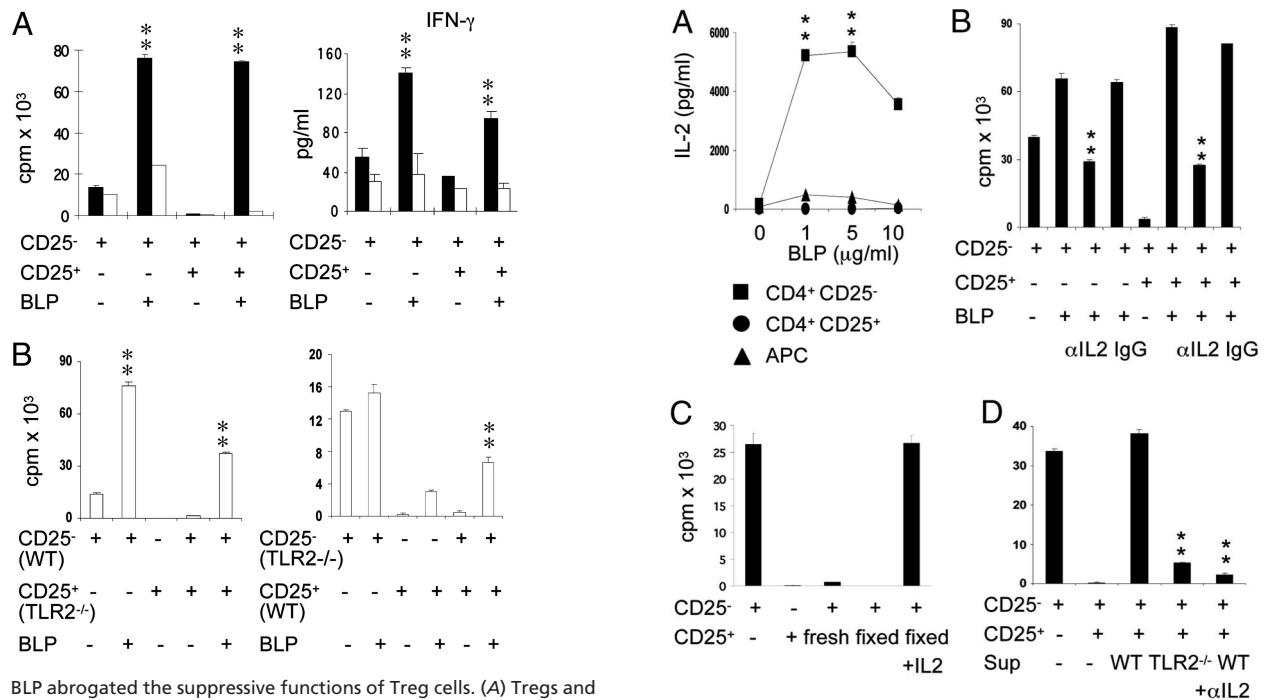 A
IFN-γ
cpm x 10³
80
60
40
20
0
** **
pg/ml
160
120
80
40
0
** **
CD25- + + + +
CD25+ - - + +
BLP - + - +
CD25- + + + +
CD25+ - - + +
BLP - + - +
B
cpm x 10³
90
60
30
0
** **
20
16
12
8
4
0
**
CD25- (WT) + + - + +
CD25+ (TLR2-/-) - - + + +
BLP - + - - +
CD25- (TLR2-/-) + + - - + +
CD25+ (WT) - - + + + +
BLP - + - + - +
BLP abrogated the suppressive functions of Treg cells. (A) Tregs and
A
IL-2 (pg/ml)
6000
4000
2000
0
** **
0 1 5 10
BLP (μg/ml)
CD4+ CD25-
CD4+ CD25+
APC
B
cpm x 10³
90
60
30
0
** **
CD25- + + + + + + + +
CD25+ - - - - + + + +
BLP - + + + - + + +
αIL2 IgG αIL2 IgG
C
cpm x 10³
30
25
20
15
10
5
0
CD25- + - + + +
CD25+ - + fresh fixed fixed
+IL2
D
40
30
20
10
0
** **
CD25- + + + + +
CD25+ - + + + +
Sup - - WT TLR2-/- WT
+αIL2